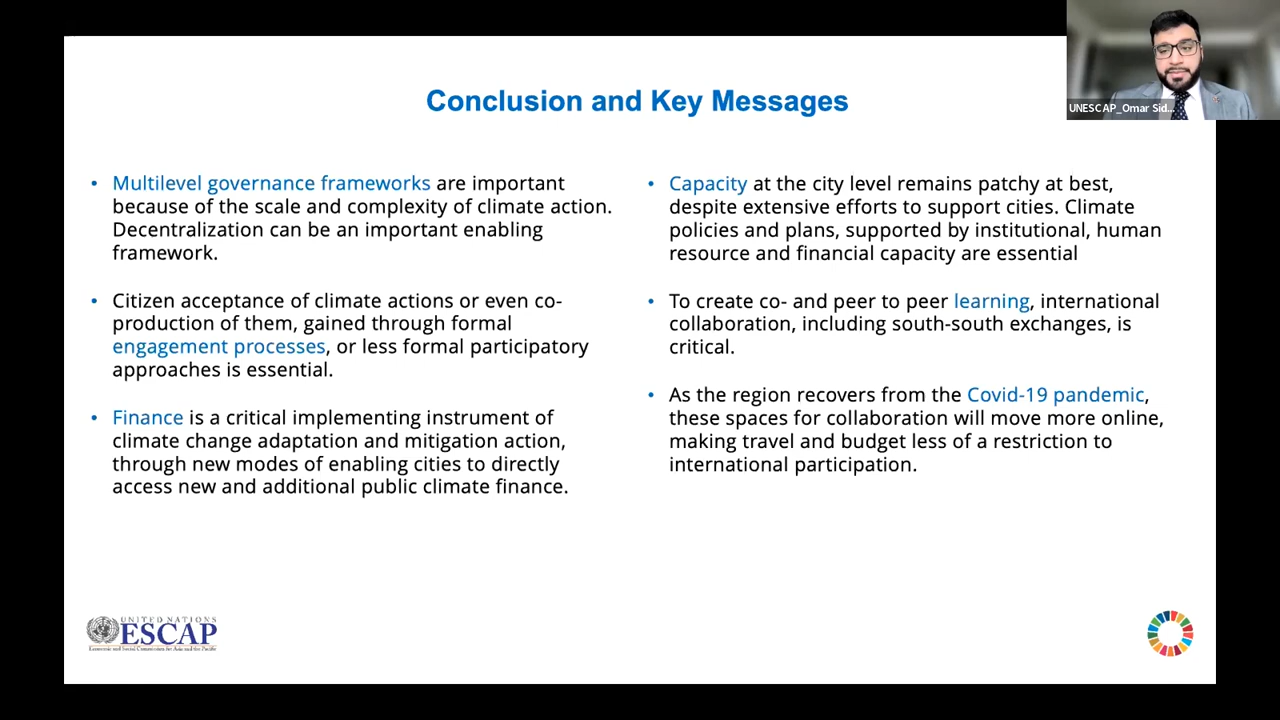 Conclusion and Key Messages
UNESCAP_Omar Sid...
• Multilevel governance frameworks are important
because of the scale and complexity of climate action.
Decentralization can be an important enabling
framework.
• Citizen acceptance of climate actions or even co-
production of them, gained through formal
engagement processes, or less formal participatory
approaches is essential.
• Finance is a critical implementing instrument of
climate change adaptation and mitigation action,
through new modes of enabling cities to directly
access new and additional public climate finance.
• Capacity at the city level remains patchy at best,
despite extensive efforts to support cities. Climate
policies and plans, supported by institutional, human
resource and financial capacity are essential
• To create co- and peer to peer learning, international
collaboration, including south-south exchanges, is
critical.
• As the region recovers from the Covid-19 pandemic,
these spaces for collaboration will move more online,
making travel and budget less of a restriction to
international participation.
UNITED NATIONS
ESCAP
Economic and Social Commission for Asia and the Pacific